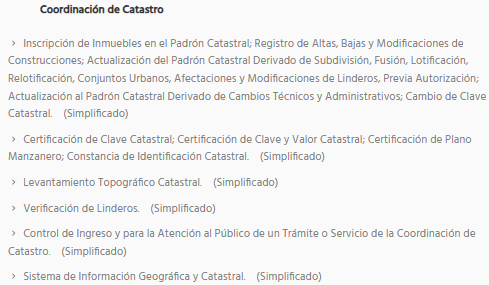 Coordinación de Catastro
› Inscripción de Inmuebles en el Padrón Catastral; Registro de Altas, Bajas y Modificaciones de
Construcciones; Actualización del Padrón Catastral Derivado de Subdivisión, Fusión, Lotificación,
Relotificación, Conjuntos Urbanos, Afectaciones y Modificaciones de Linderos, Previa Autorización;
Actualización al Padrón Catastral Derivado de Cambios Técnicos y Administrativos; Cambio de Clave
Catastral. (Simplificado)
› Certificación de Clave Catastral; Certificación de Clave y Valor Catastral; Certificación de Plano
Manzanero; Constancia de Identificación Catastral. (Simplificado)
› Levantamiento Topográfico Catastral. (Simplificado)
› Verificación de Linderos. (Simplificado)
› Control de Ingreso y para la Atención al Público de un Trámite o Servicio de la Coordinación de
Catastro. (Simplificado)
› Sistema de Información Geográfica y Catastral. (Simplificado)